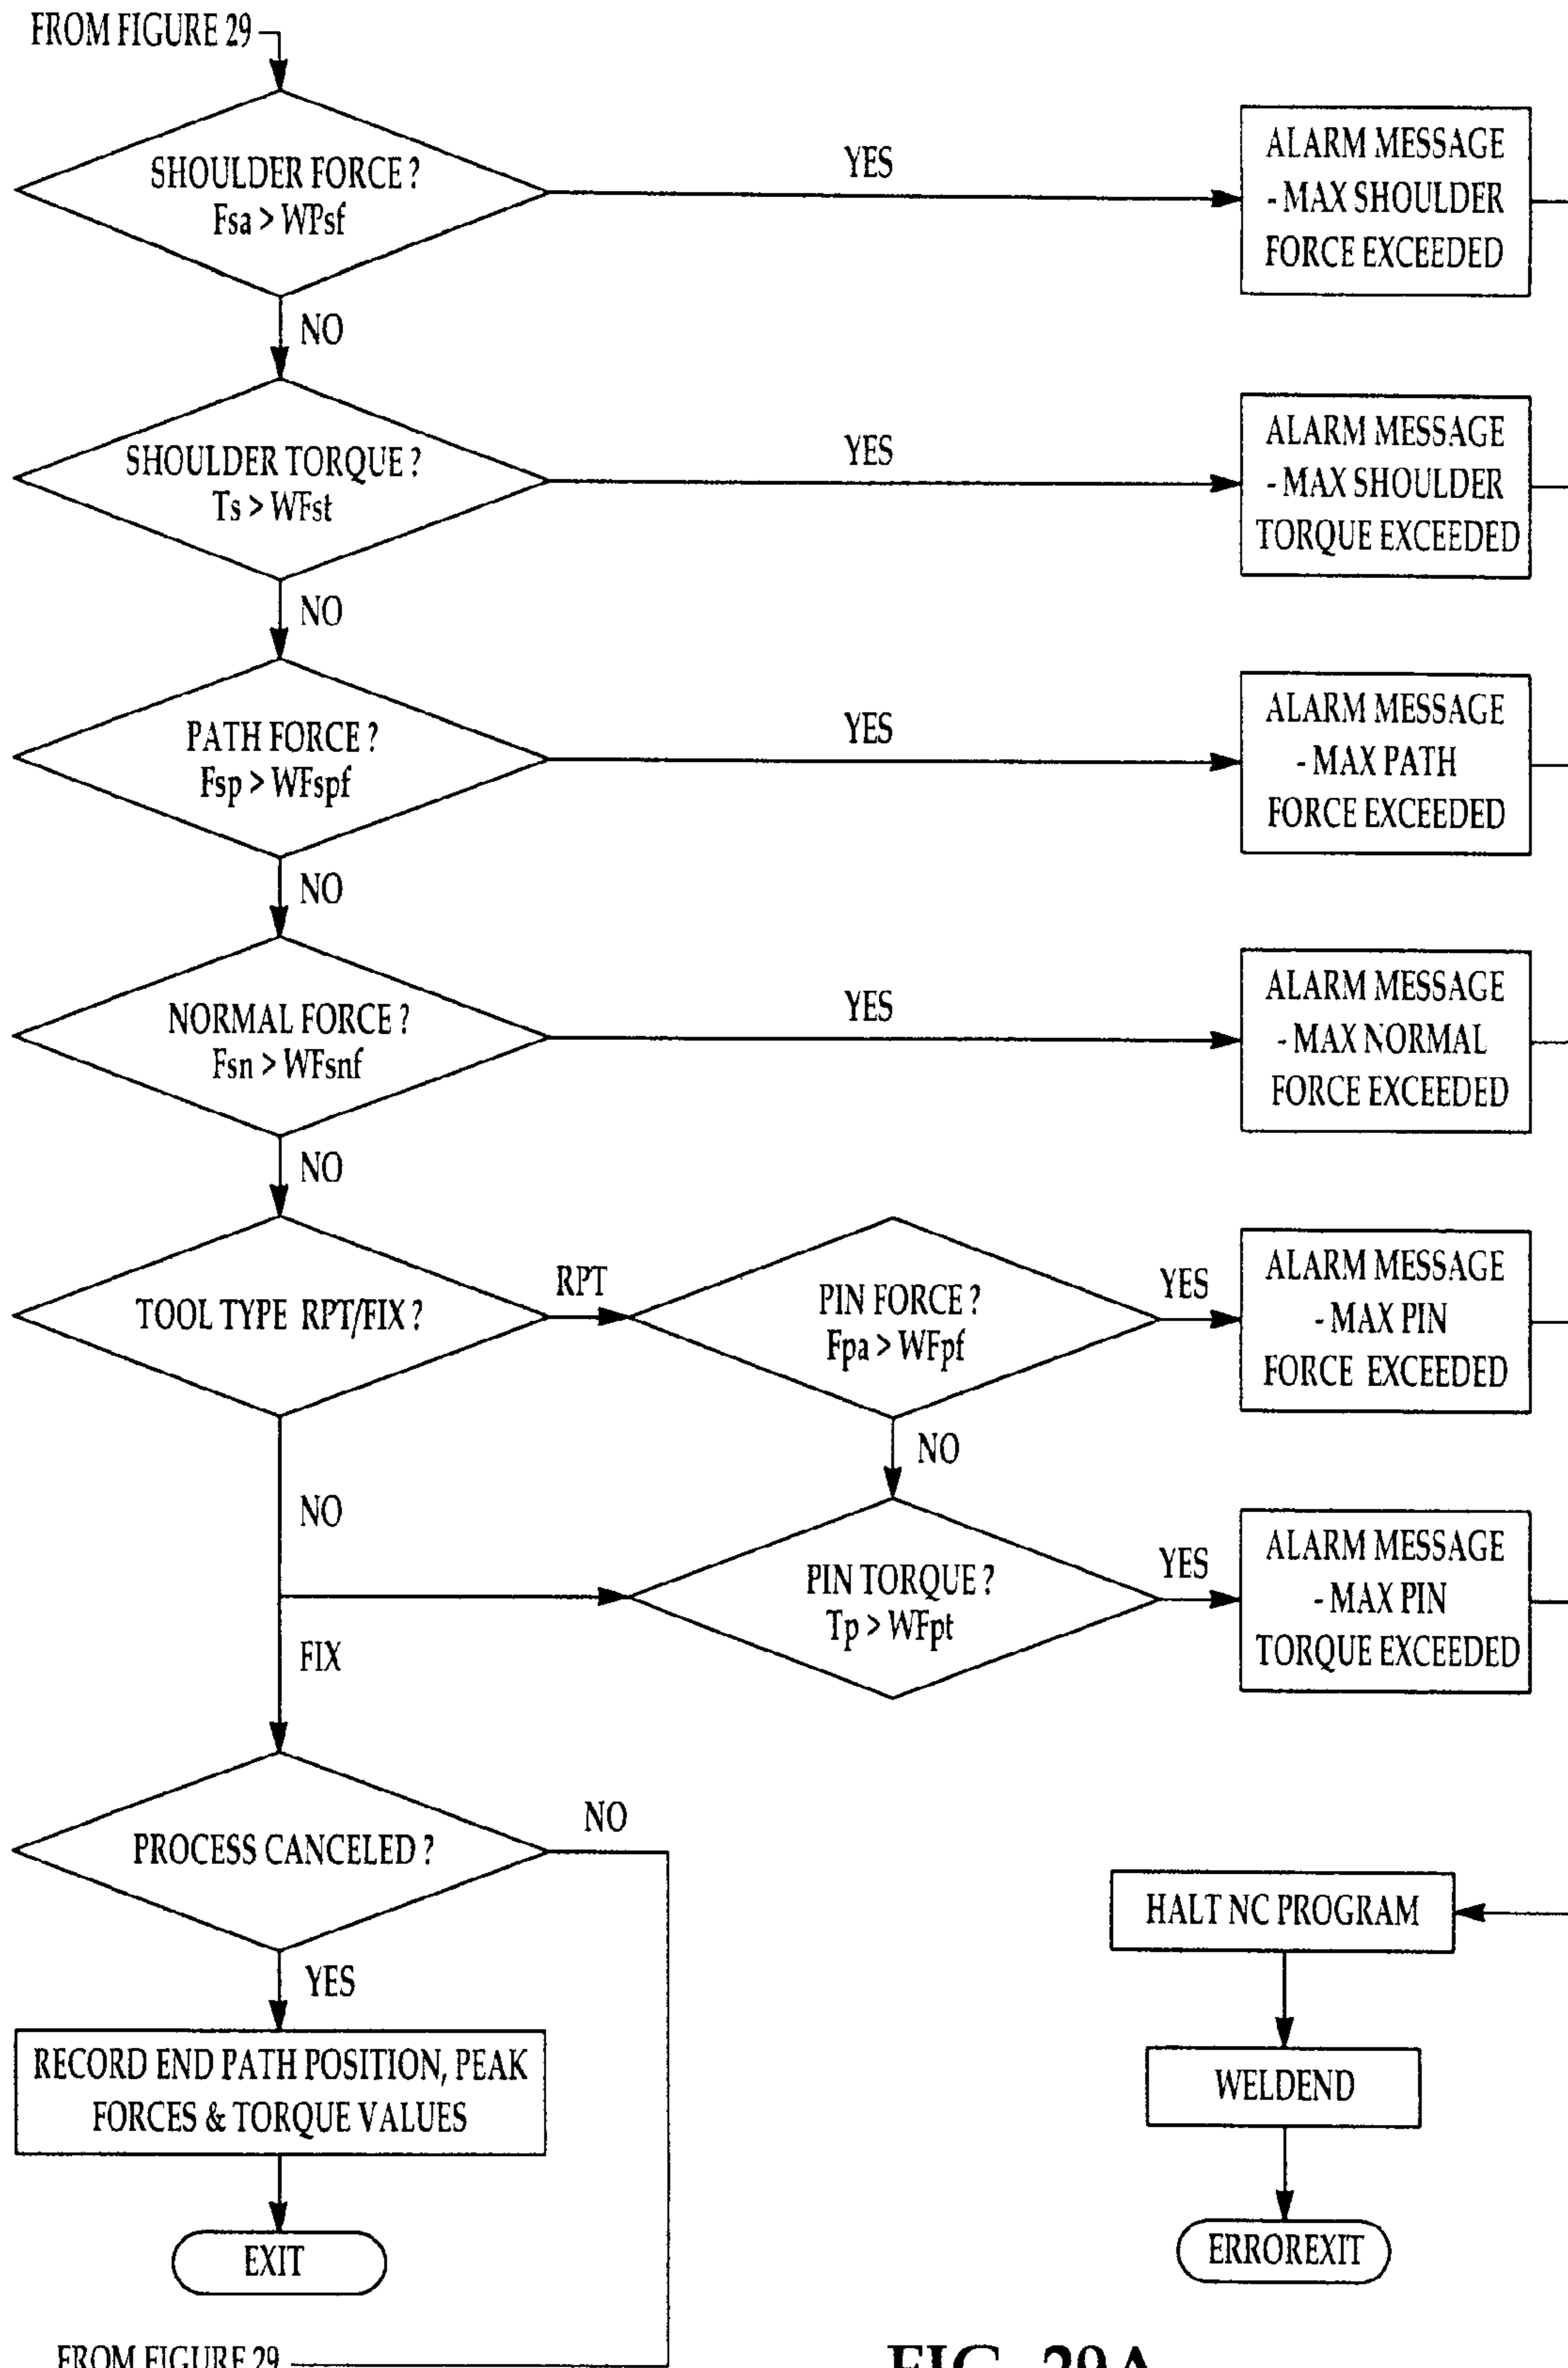 FROM FIGURE 29
SHOULDER FORCE ?
Fsa > WPsf
YES
ALARM MESSAGE
- MAX SHOULDER
FORCE EXCEEDED
NO
SHOULDER TORQUE ?
Ts > WFst
YES
ALARM MESSAGE
- MAX SHOULDER
TORQUE EXCEEDED
NO
PATH FORCE ?
Fsp > WFspf
YES
ALARM MESSAGE
- MAX PATH
FORCE EXCEEDED
NO
NORMAL FORCE ?
Fsn > WFsnf
YES
ALARM MESSAGE
- MAX NORMAL
FORCE EXCEEDED
NO
TOOL TYPE RPT/FIX ?
RPT
PIN FORCE ?
Fpa > WFpf
YES
ALARM MESSAGE
- MAX PIN
FORCE EXCEEDED
NO
NO
PIN TORQUE ?
Tp > WFpt
YES
ALARM MESSAGE
- MAX PIN
TORQUE EXCEEDED
FIX
PROCESS CANCELED ?
NO
HALT NC PROGRAM
YES
RECORD END PATH POSITION, PEAK
FORCES & TORQUE VALUES
WELDEND
EXIT
ERROREXIT
FROM FIGURE 29
FIG. 29A